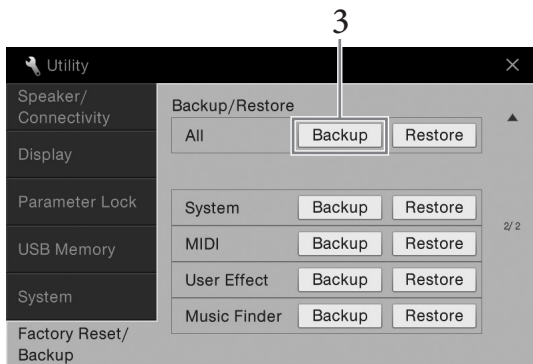 3
Utility
Speaker/
Connectivity
Display
Parameter Lock
USB Memory
System
Factory Reset/
Backup
Backup/Restore
All Backup Restore
System Backup Restore
MIDI Backup Restore
User Effect Backup Restore
Music Finder Backup Restore
2/2